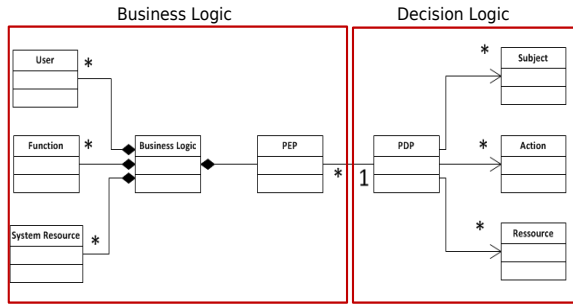 Business Logic
Decision Logic
User
*
Subject
*
Function
*
Business Logic
PEP
*
1
PDP
*
Action
System Resource
*
*
Ressource